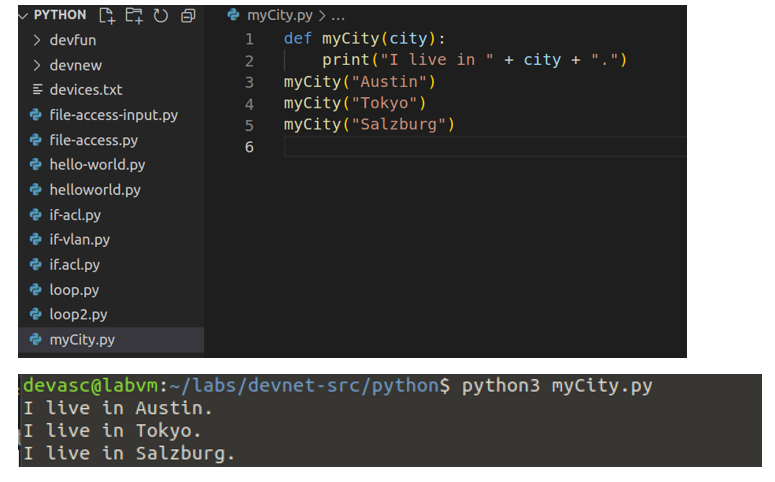 PYTHON
devfun
devnew
devices.txt
file-access-input.py
file-access.py
hello-world.py
helloworld.py
if-acl.py
if-vlan.py
if.acl.py
loop.py
loop2.py
myCity.py
myCity.py > ...
1 def myCity(city):
2     print("I live in " + city + ".")
3 myCity("Austin")
4 myCity("Tokyo")
5 myCity("Salzburg")
6
devasc@labvm:~/labs/devnet-src/python$ python3 myCity.py
I live in Austin.
I live in Tokyo.
I live in Salzburg.